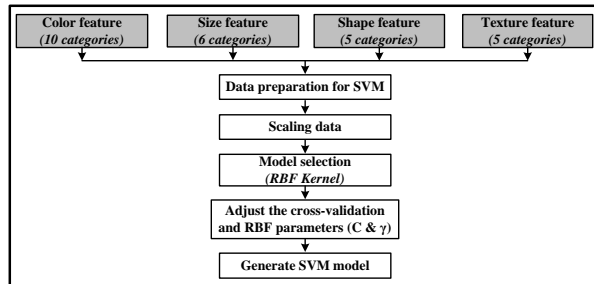 Color feature
(10 categories)
Size feature
(6 categories)
Shape feature
(5 categories)
Texture feature
(5 categories)
Data preparation for SVM
Scaling data
Model selection
(RBF Kernel)
Adjust the cross-validation
and RBF parameters (C & γ)
Generate SVM model